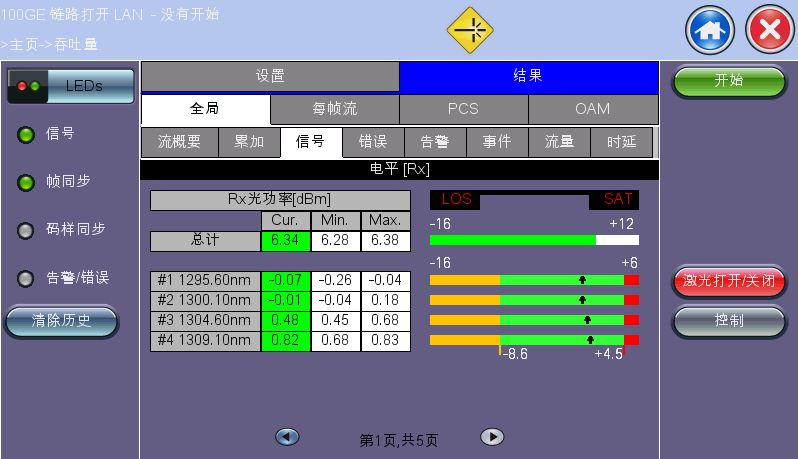 100GE 链路打开 LAN - 没有开始
>主页->吞吐量
LEDs
信号
帧同步
码样同步
告警/错误
清除历史
设置 结果
全局 每帧流 PCS OAM
流概要 累加 信号 错误 告警 事件 流量 时延
电平 [Rx]
Rx光功率[dBm]
Cur. Min. Max.
总计 6.34 6.28 6.38
#1 1295.60nm -0.07 -0.26 -0.04
#2 1300.10nm -0.01 -0.04 0.18
#3 1304.60nm 0.48 0.45 0.68
#4 1309.10nm 0.82 0.68 0.83
LOS SAT
-16 +12
-16 +6
-8.6 +4.5
第1页,共5页
开始
激光打开/关闭
控制